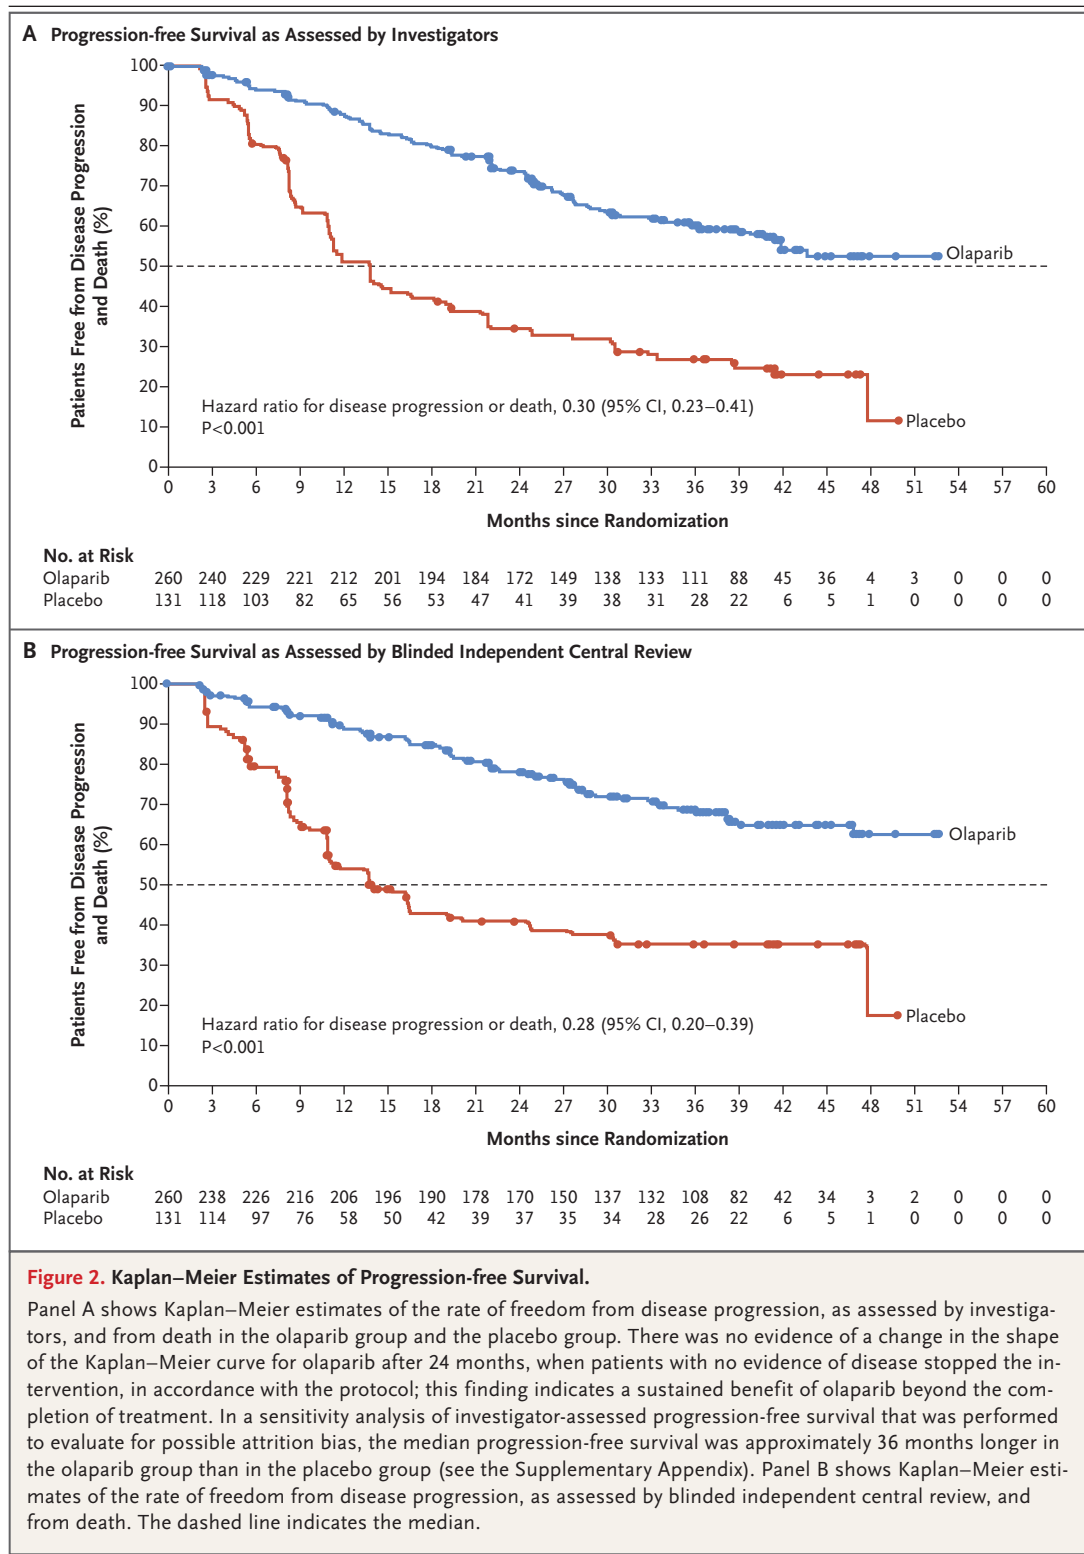 A Progression-free Survival as Assessed by Investigators
Patients Free from Disease Progression
and Death (%)
100
90
80
70
60
50
40
30
20
10
0
Olaparib
Placebo
Hazard ratio for disease progression or death, 0.30 (95% CI, 0.23–0.41)
P<0.001
0 3 6 9 12 15 18 21 24 27 30 33 36 39 42 45 48 51 54 57 60
Months since Randomization
No. at Risk
Olaparib 260 240 229 221 212 201 194 184 172 149 138 133 111 88 45 36 4 3 0 0 0
Placebo 131 118 103 82 65 56 53 47 41 39 38 31 28 22 6 5 1 0 0 0 0
B Progression-free Survival as Assessed by Blinded Independent Central Review
Patients Free from Disease Progression
and Death (%)
100
90
80
70
60
50
40
30
20
10
0
Olaparib
Placebo
Hazard ratio for disease progression or death, 0.28 (95% CI, 0.20–0.39)
P<0.001
0 3 6 9 12 15 18 21 24 27 30 33 36 39 42 45 48 51 54 57 60
Months since Randomization
No. at Risk
Olaparib 260 238 226 216 206 196 190 178 170 150 137 132 108 82 42 34 3 2 0 0 0
Placebo 131 114 97 76 58 50 42 39 37 35 34 28 26 22 6 5 1 0 0 0 0
Figure 2. Kaplan–Meier Estimates of Progression-free Survival.
Panel A shows Kaplan–Meier estimates of the rate of freedom from disease progression, as assessed by investiga-
tors, and from death in the olaparib group and the placebo group. There was no evidence of a change in the shape
of the Kaplan–Meier curve for olaparib after 24 months, when patients with no evidence of disease stopped the in-
tervention, in accordance with the protocol; this finding indicates a sustained benefit of olaparib beyond the com-
pletion of treatment. In a sensitivity analysis of investigator-assessed progression-free survival that was performed
to evaluate for possible attrition bias, the median progression-free survival was approximately 36 months longer in
the olaparib group than in the placebo group (see the Supplementary Appendix). Panel B shows Kaplan–Meier esti-
mates of the rate of freedom from disease progression, as assessed by blinded independent central review, and
from death. The dashed line indicates the median.